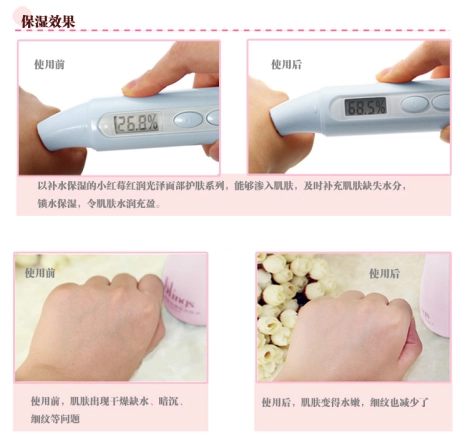 保湿效果
使用前
使用后
26.8%
68.5%
以补水保湿的小红莓红润光泽面部护肤系列，能够渗入肌肤，及时补充肌肤缺失水分，
锁水保湿，令肌肤水润充盈。
使用前
使用后
使用前，肌肤出现干燥缺水、暗沉、
细纹等问题
使用后，肌肤变得水嫩，细纹也减少了